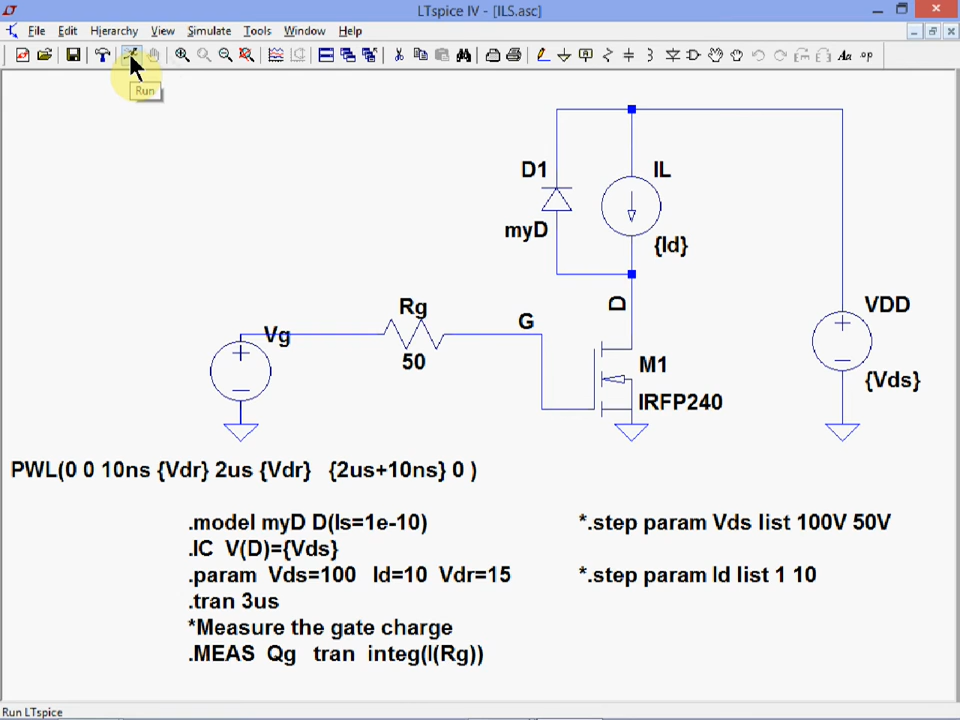 LTspice IV - [ILS.asc]
File Edit Hierarchy View Simulate Tools Window Help
Aa .op
Run
D1
IL
myD
{Id}
Rg
G
D
VDD
Vg
50
M1
{Vds}
IRFP240
PWL(0 0 10ns {Vdr} 2us {Vdr} {2us+10ns} 0 )
.model myD D(Is=1e-10)
*.step param Vds list 100V 50V
.IC V(D)={Vds}
.param Vds=100 Id=10 Vdr=15
*.step param Id list 1 10
.tran 3us
*Measure the gate charge
.MEAS Qg tran integ(I(Rg))
Run LTspice